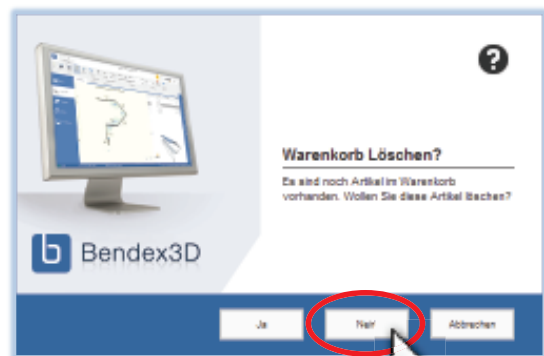 Warenkorb Löschen?
Es sind noch Artikel im Warenkorb
vorhanden. Wollen Sie diese Artikel löschen?
b Bendex3D
Ja
Nein
Abbrechen